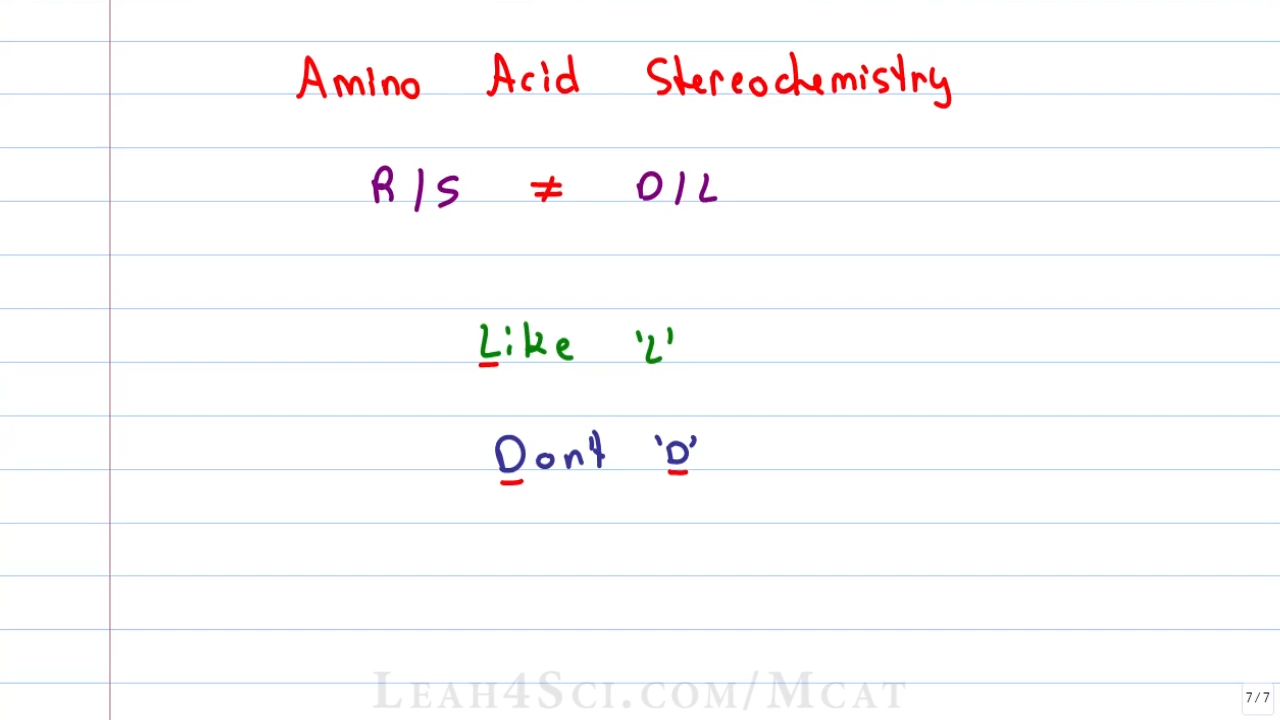 Amino Acid Stereochemistry
R/S ≠ D/L
Like 'L'
Don't 'D'
LEAH4SCI.COM/MCAT
7/7